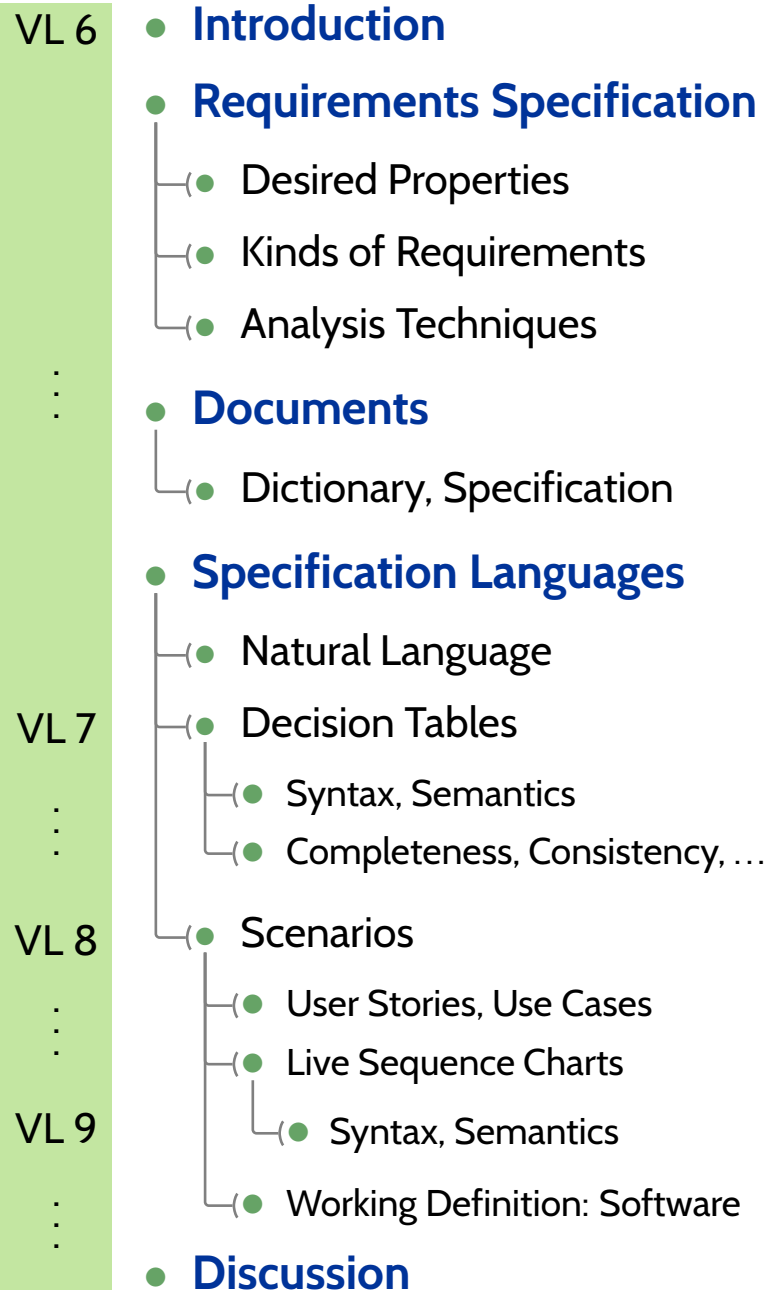 VL 6 • Introduction
• Requirements Specification
• Desired Properties
• Kinds of Requirements
• Analysis Techniques
⋮
• Documents
• Dictionary, Specification
• Specification Languages
• Natural Language
VL 7 • Decision Tables
• Syntax, Semantics
⋮
• Completeness, Consistency, …
VL 8 • Scenarios
• User Stories, Use Cases
⋮
• Live Sequence Charts
VL 9 • Syntax, Semantics
• Working Definition: Software
⋮
• Discussion